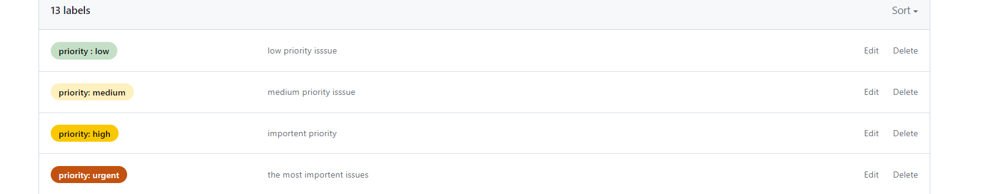 13 labels Sort
priority : low low priority isssue Edit Delete
priority: medium medium priority isssue Edit Delete
priority: high importent priority Edit Delete
priority: urgent the most importent issues Edit Delete